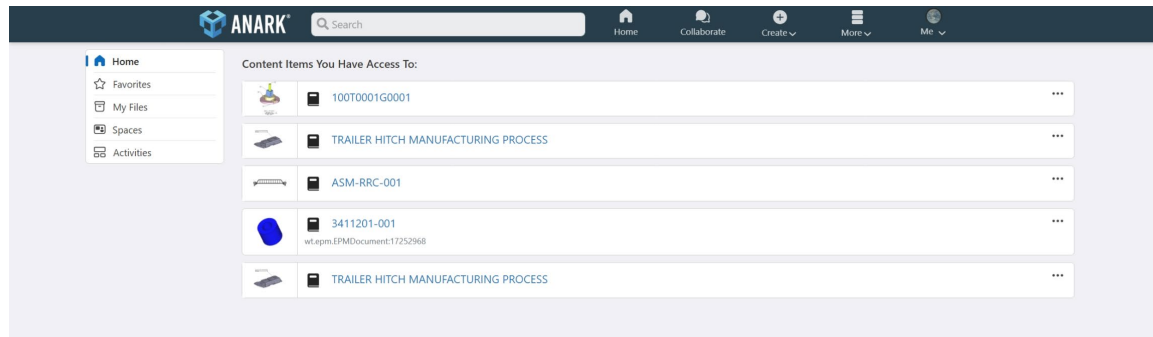 ANARK®
Search
Home
Collaborate
Create
More
Me
Home
Favorites
My Files
Spaces
Activities
Content Items You Have Access To:
100T0001G0001
TRAILER HITCH MANUFACTURING PROCESS
ASM-RRC-001
3411201-001
wt.epm.EPMDocument:17252968
TRAILER HITCH MANUFACTURING PROCESS